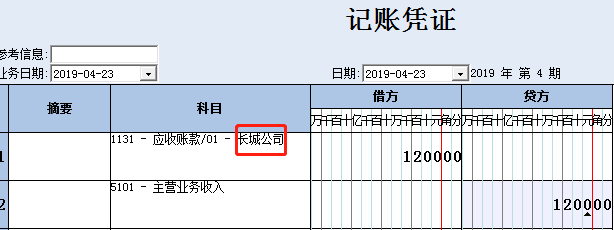 记账凭证
参考信息:
业务日期: 2019-04-23 日期: 2019-04-23 2019 年 第 4 期
摘要 科目 借方 贷方
万千百十亿千百十万千百十元角分 万千百十亿千百十万千百十元角分
1 1131 - 应收账款/01 - 长城公司 120000
2 5101 - 主营业务收入 120000